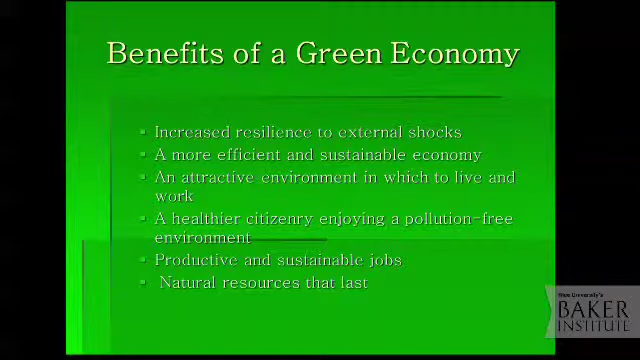 Benefits of a Green Economy
Increased resilience to external shocks
A more efficient and sustainable economy
An attractive environment in which to live and
work
A healthier citizenry enjoying a pollution-free
environment
Productive and sustainable jobs
Natural resources that last
Rice University's
BAKER
INSTITUTE